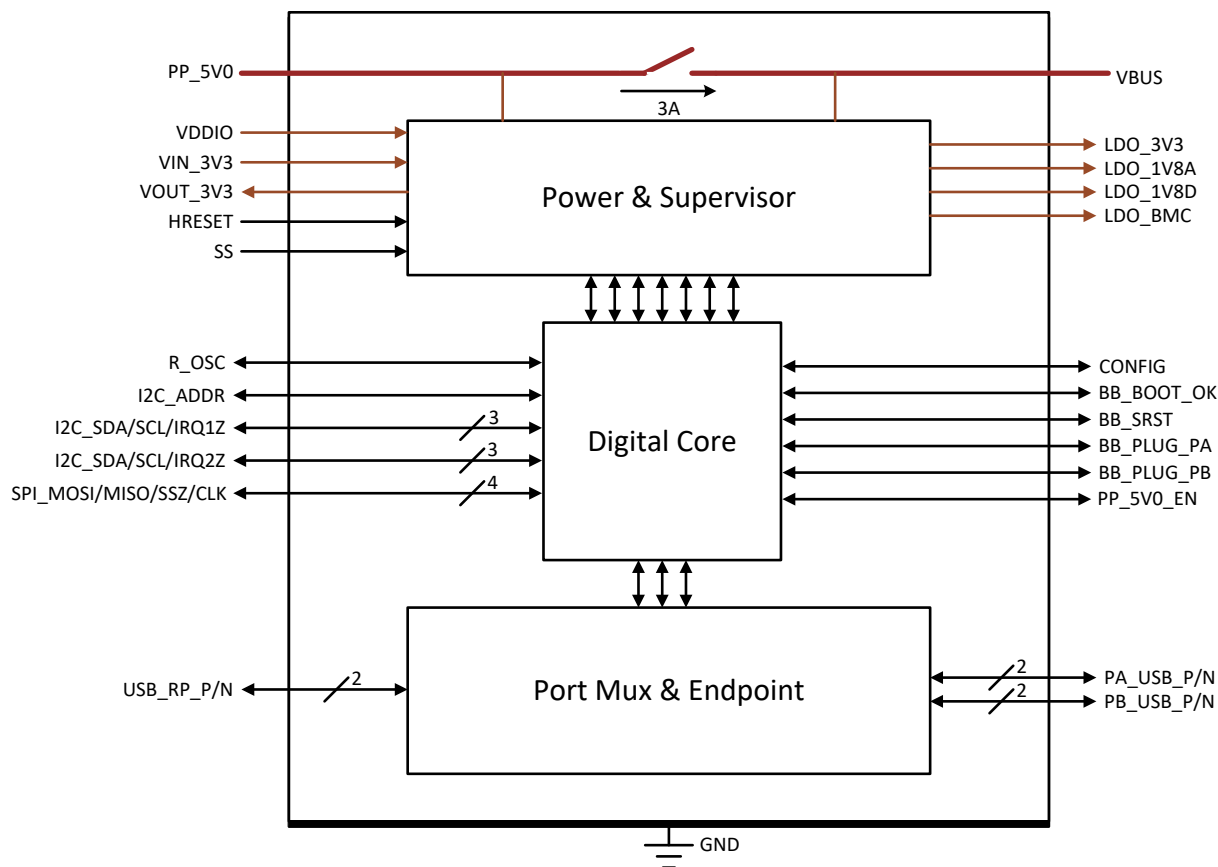 PP_5V0
VBUS
3A
VDDIO
VIN_3V3
VOUT_3V3
HRESET
SS
Power & Supervisor
LDO_3V3
LDO_1V8A
LDO_1V8D
LDO_BMC
R_OSC
I2C_ADDR
I2C_SDA/SCL/IRQ1Z
3
I2C_SDA/SCL/IRQ2Z
3
SPI_MOSI/MISO/SSZ/CLK
4
Digital Core
CONFIG
BB_BOOT_OK
BB_SRST
BB_PLUG_PA
BB_PLUG_PB
PP_5V0_EN
USB_RP_P/N
2
Port Mux & Endpoint
2
PA_USB_P/N
2
PB_USB_P/N
GND